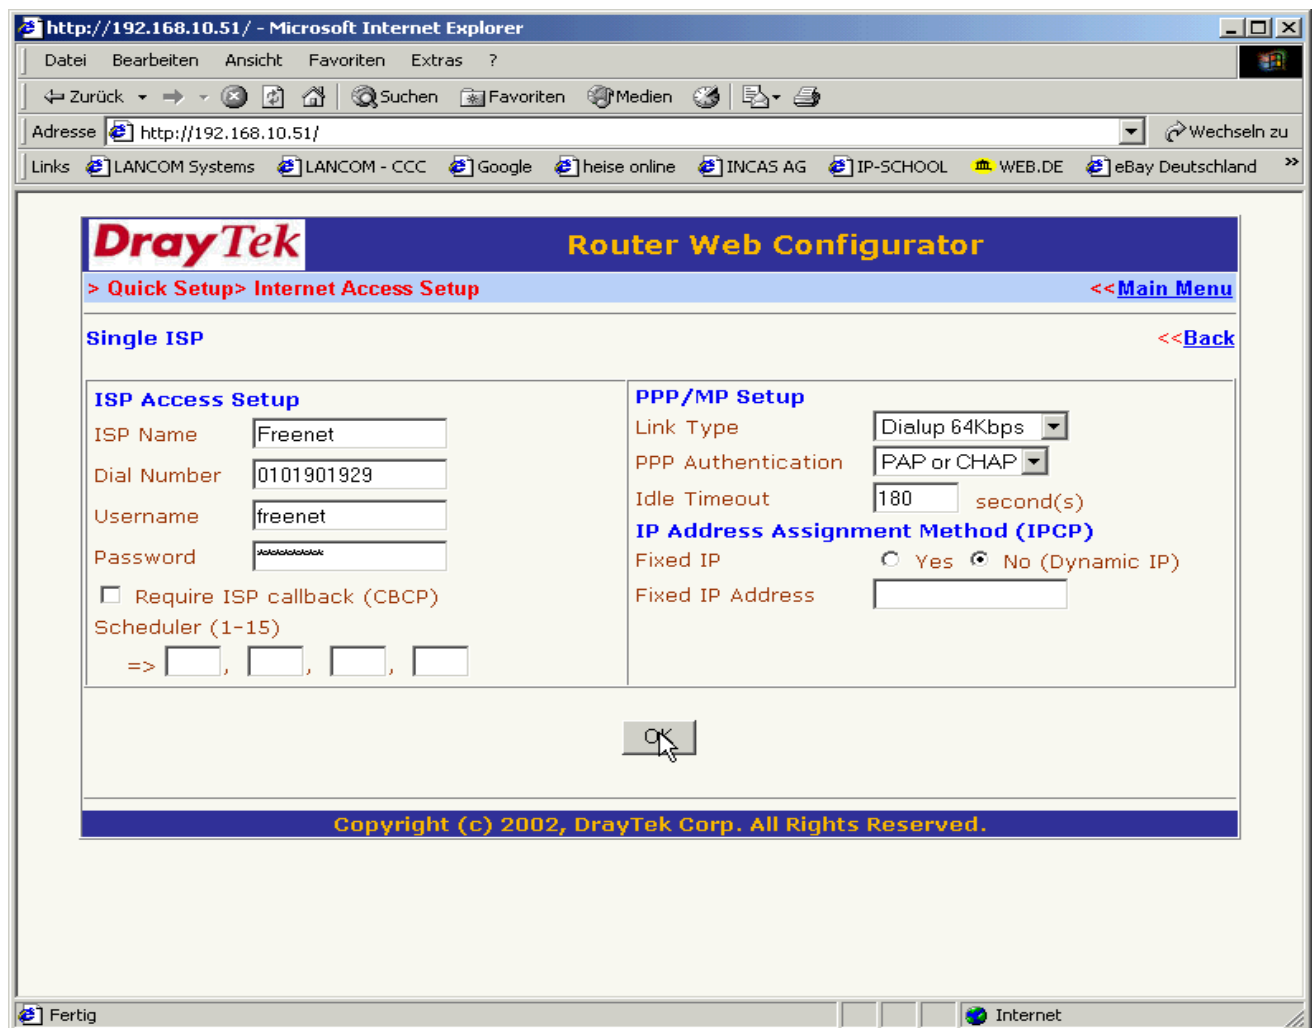 http://192.168.10.51/ - Microsoft Internet Explorer
Datei Bearbeiten Ansicht Favoriten Extras ?
Zurück Suchen Favoriten Medien
Adresse http://192.168.10.51/ Wechseln zu
Links LANCOM Systems LANCOM - CCC Google heise online INCAS AG IP-SCHOOL WEB.DE eBay Deutschland »
DrayTek Router Web Configurator
> Quick Setup> Internet Access Setup <<Main Menu
Single ISP <<Back
ISP Access Setup
ISP Name Freenet
Dial Number 0101901929
Username freenet
Password **********
Require ISP callback (CBCP)
Scheduler (1-15)
=> , , ,
PPP/MP Setup
Link Type Dialup 64Kbps
PPP Authentication PAP or CHAP
Idle Timeout 180 second(s)
IP Address Assignment Method (IPCP)
Fixed IP Yes No (Dynamic IP)
Fixed IP Address
OK
Copyright (c) 2002, DrayTek Corp. All Rights Reserved.
Fertig Internet